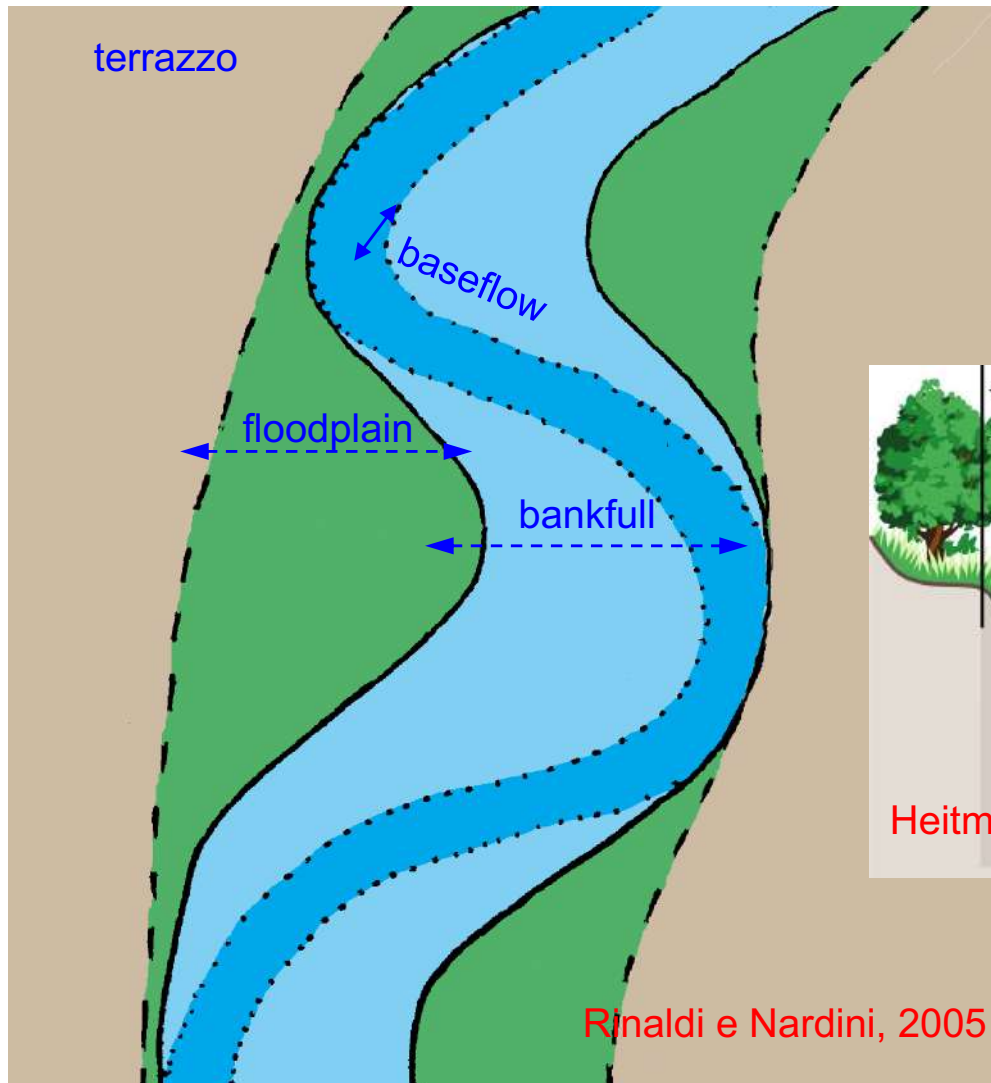 terrazzo
baseflow
floodplain
bankfull
Heitm
Rinaldi e Nardini, 2005